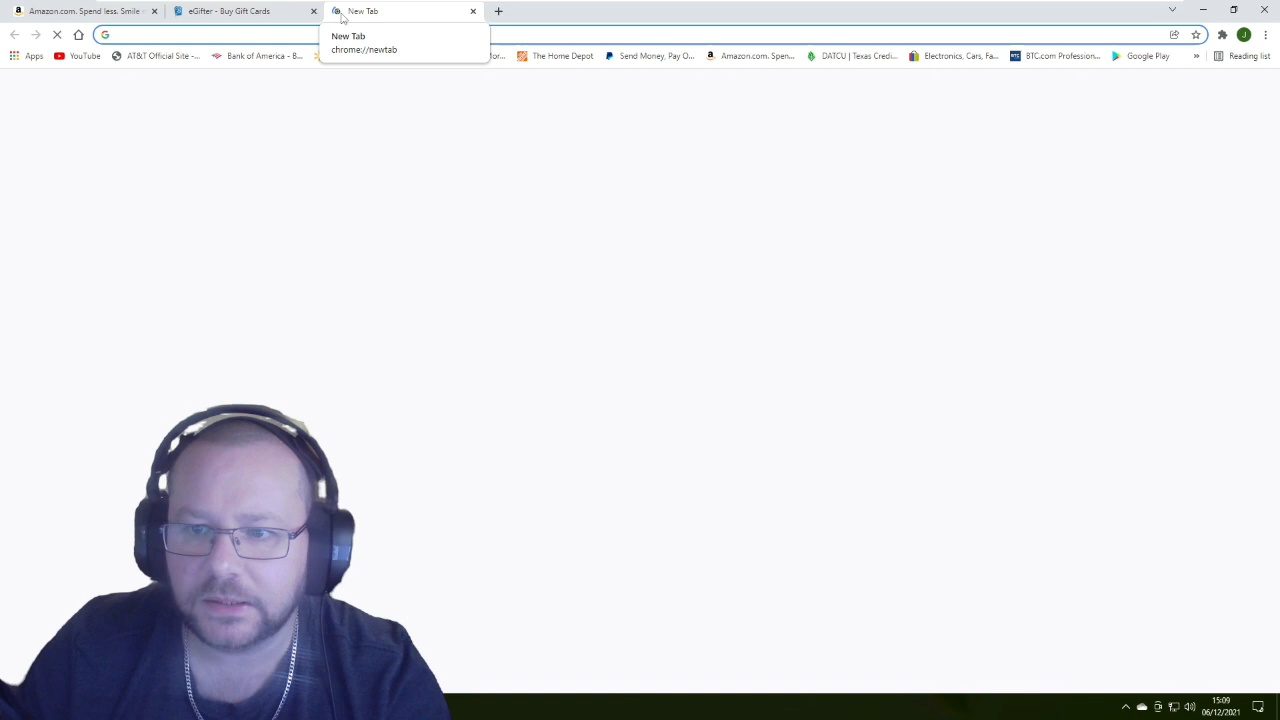 Amazon.com. Spend less. Smile
eGifter - Buy Gift Cards
New Tab
New Tab
chrome://newtab
J
Apps
YouTube
AT&T Official Site -...
Bank of America - B...
or...
The Home Depot
Send Money, Pay O...
Amazon.com. Spen...
DATCU | Texas Credi...
Electronics, Cars, Fa...
BTC.com Profession...
Google Play
»
Reading list
15:09
06/12/2021